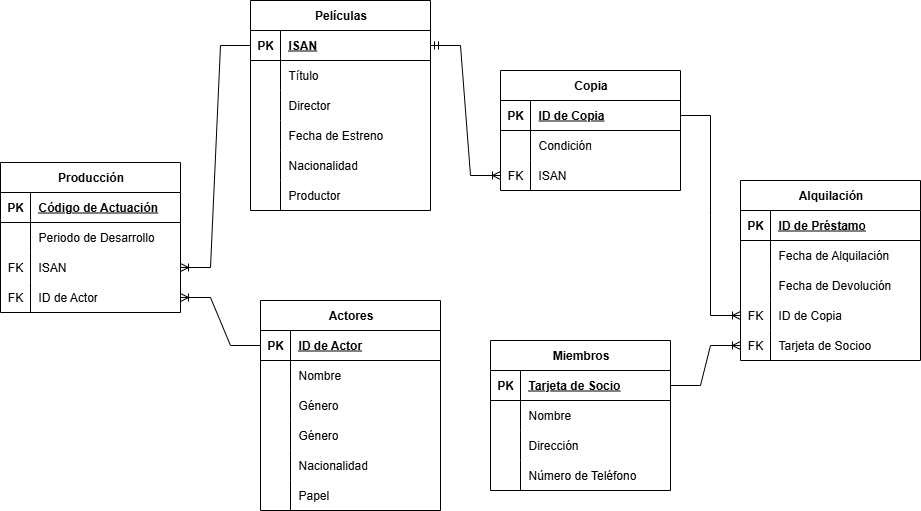 Películas
PK ISAN
Título
Director
Fecha de Estreno
Nacionalidad
Productor
Copia
PK ID de Copia
Condición
FK ISAN
Producción
PK Código de Actuación
Periodo de Desarrollo
FK ISAN
FK ID de Actor
Alquilación
PK ID de Préstamo
Fecha de Alquilación
Fecha de Devolución
FK ID de Copia
FK Tarjeta de Socioo
Actores
PK ID de Actor
Nombre
Género
Género
Nacionalidad
Papel
Miembros
PK Tarjeta de Socio
Nombre
Dirección
Número de Teléfono